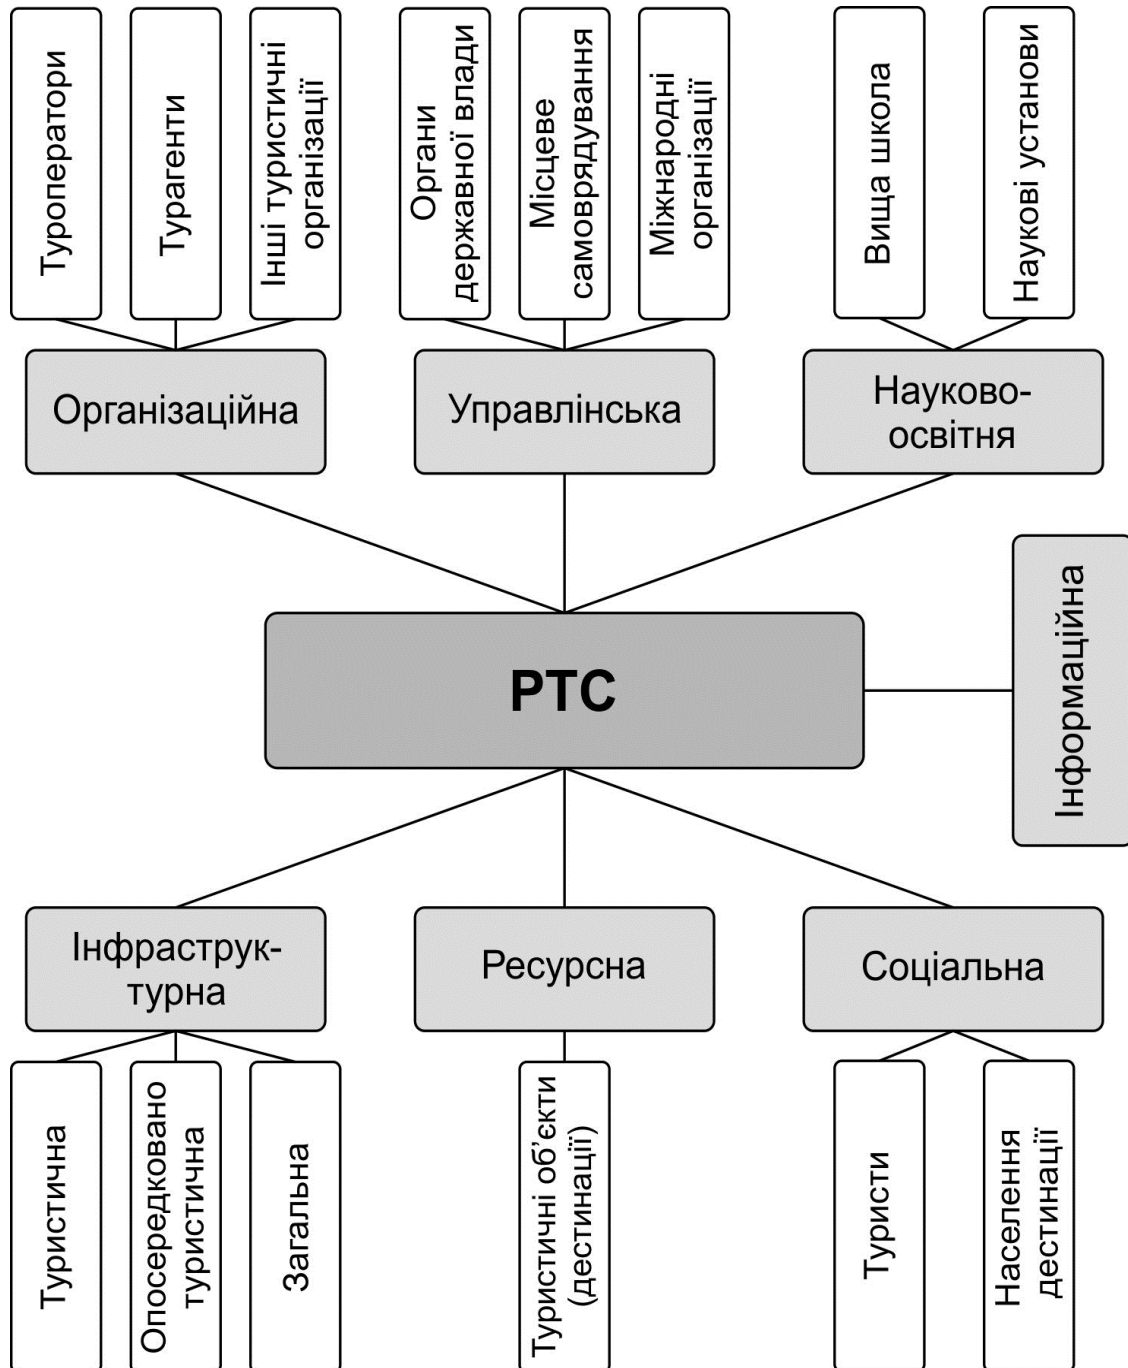 Туроператори
Турагенти
Інші туристичні
організації
Органи
державної влади
Місцеве
самоврядування
Міжнародні
організації
Вища школа
Наукові установи
Організаційна
Управлінська
Науково-
освітня
РТС
Інформаційна
Інфраструк-
турна
Ресурсна
Соціальна
Туристична
Опосередковано
туристична
Загальна
Туристичні об’єкти
(дестинації)
Туристи
Населення
дестинації